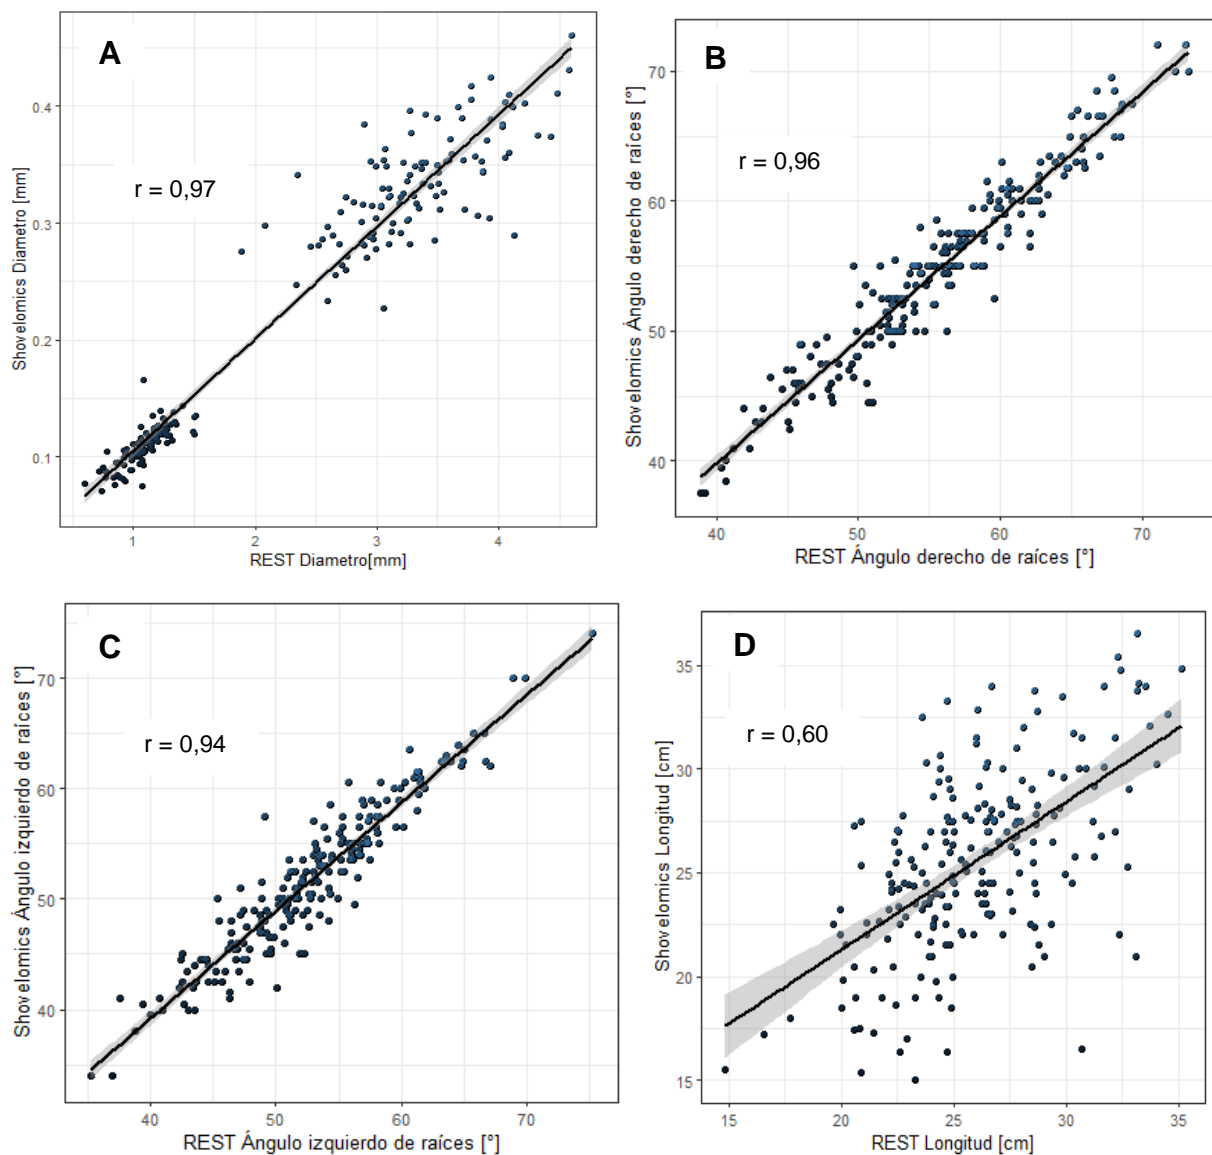 A
r = 0,97
Shovelomics Diametro [mm]
0.4
0.3
0.2
0.1
1 2 3 4
REST Diametro[mm]
B
r = 0,96
Shovelomics Ángulo derecho de raíces [°]
70
60
50
40
40 50 60 70
REST Ángulo derecho de raíces [°]
C
r = 0,94
Shovelomics Ángulo izquierdo de raíces [°]
70
60
50
40
40 50 60 70
REST Ángulo izquierdo de raíces [°]
D
r = 0,60
Shovelomics Longitud [cm]
35
30
25
20
15
15 20 25 30 35
REST Longitud [cm]